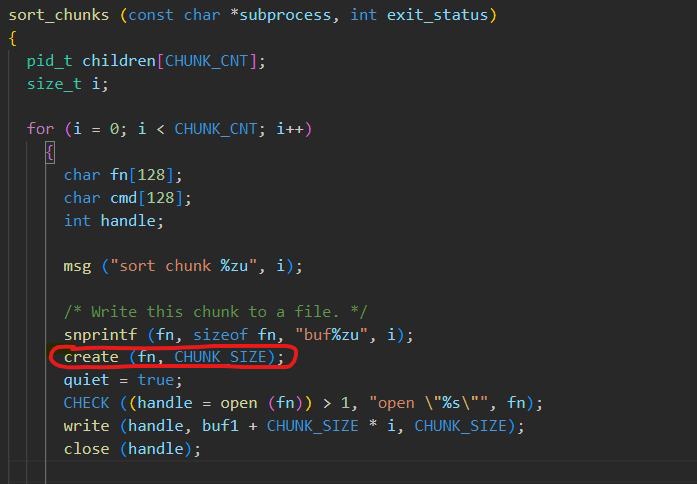 sort_chunks (const char *subprocess, int exit_status)
{
pid_t children[CHUNK_CNT];
size_t i;
for (i = 0; i < CHUNK_CNT; i++)
{
char fn[128];
char cmd[128];
int handle;
msg ("sort chunk %zu", i);
/* Write this chunk to a file. */
snprintf (fn, sizeof fn, "buf%zu", i);
create (fn, CHUNK_SIZE);
quiet = true;
CHECK ((handle = open (fn)) > 1, "open \"%s\"", fn);
write (handle, buf1 + CHUNK_SIZE * i, CHUNK_SIZE);
close (handle);